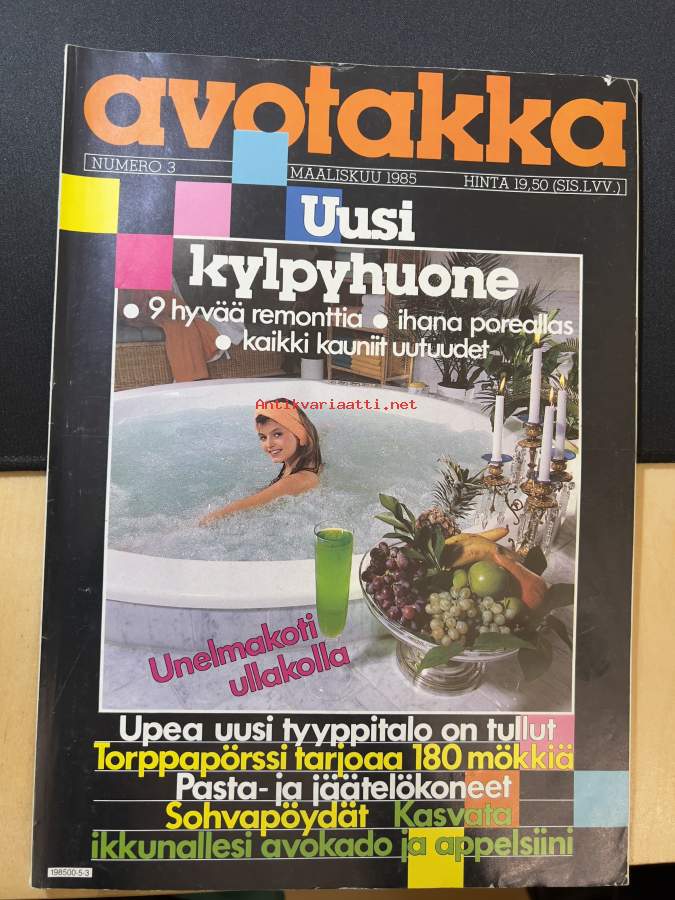 avotakka
NUMERO 3 MAALISKUU 1985 HINTA 19,50 (SIS.LVV.)
Uusi
kylpyhuone
● 9 hyvää remonttia ● ihana poreallas
● kaikki kauniit uutuudet
Antikvariaatti.net
Unelmakoti
ullakolla
Upea uusi tyyppitalo on tullut
Torppapörssi tarjoaa 180 mökkiä
Pasta- ja jäätelökoneet
Sohvapöydät Kasvata
ikkunallesi avokado ja appelsiini
198500-5-3